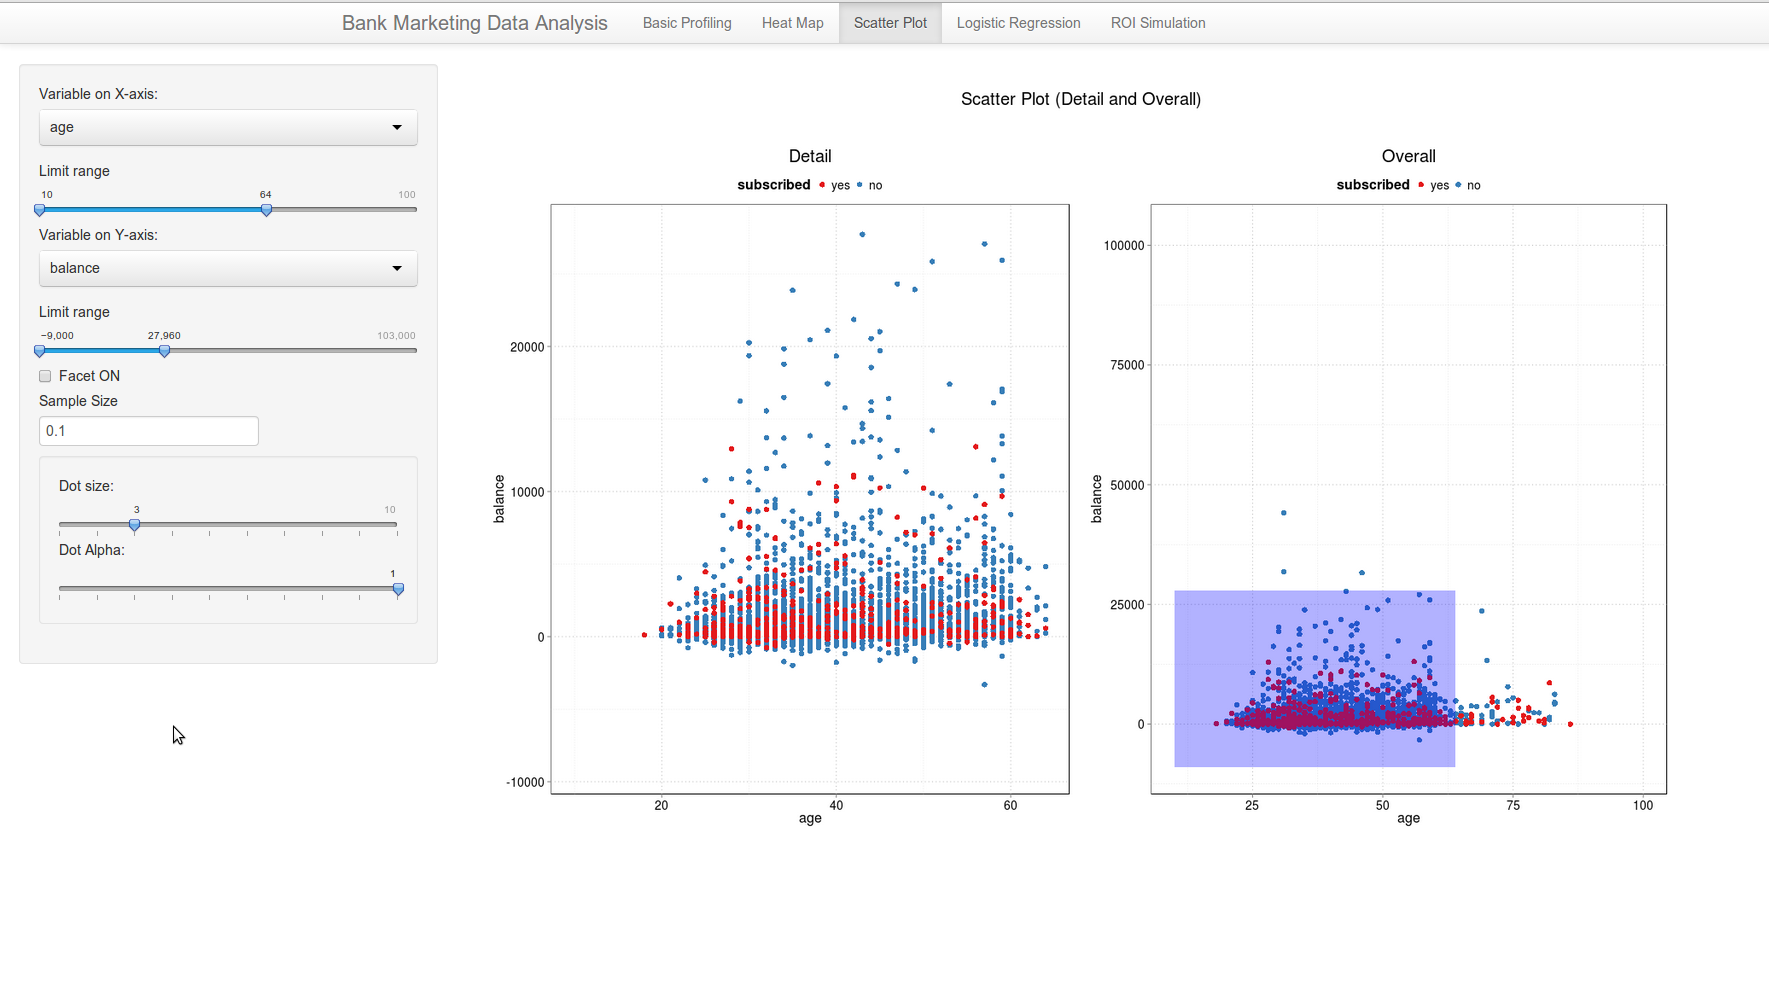 Bank Marketing Data Analysis Basic Profiling Heat Map Scatter Plot Logistic Regression ROI Simulation
Variable on X-axis:
age
Limit range
10 64 100
Variable on Y-axis:
balance
Limit range
−9,000 27,960 103,000
Facet ON
Sample Size
0.1
Dot size:
3 10
Dot Alpha:
1
Scatter Plot (Detail and Overall)
Detail
subscribed yes no
20000
10000
0
-10000
balance
20 40 60
age
Overall
subscribed yes no
100000
75000
50000
25000
0
balance
25 50 75 100
age